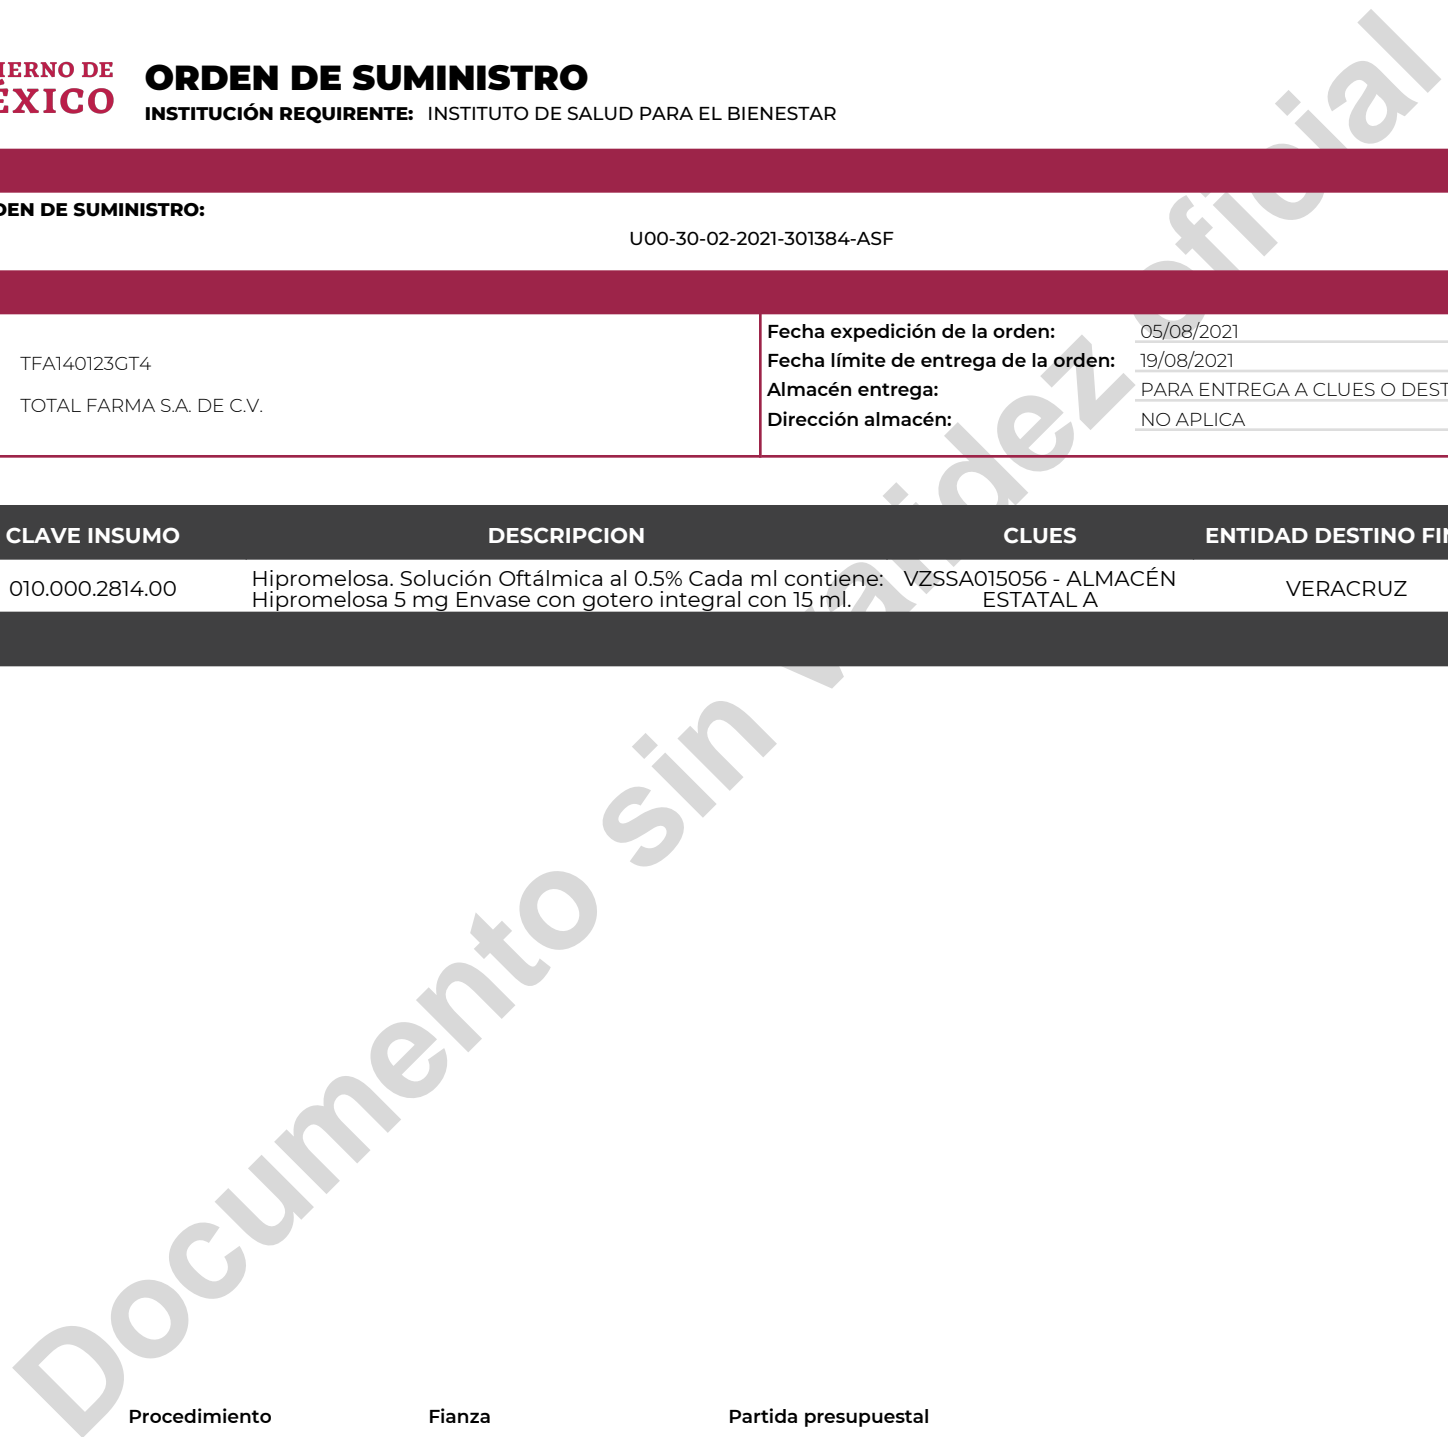 IERNO DE
ÉXICO
ORDEN DE SUMINISTRO
INSTITUCIÓN REQUIRENTE: INSTITUTO DE SALUD PARA EL BIENESTAR
DEN DE SUMINISTRO:
U00-30-02-2021-301384-ASF
TFA140123GT4
TOTAL FARMA S.A. DE C.V.
Fecha expedición de la orden: 05/08/2021
Fecha límite de entrega de la orden: 19/08/2021
Almacén entrega: PARA ENTREGA A CLUES O DEST
Dirección almacén: NO APLICA
CLAVE INSUMO DESCRIPCION CLUES ENTIDAD DESTINO FIN
010.000.2814.00 Hipromelosa. Solución Oftálmica al 0.5% Cada ml contiene: VZSSA015056 - ALMACÉN VERACRUZ
Hipromelosa 5 mg Envase con gotero integral con 15 ml. ESTATAL A
Documento sin validez oficial
Procedimiento Fianza Partida presupuestal